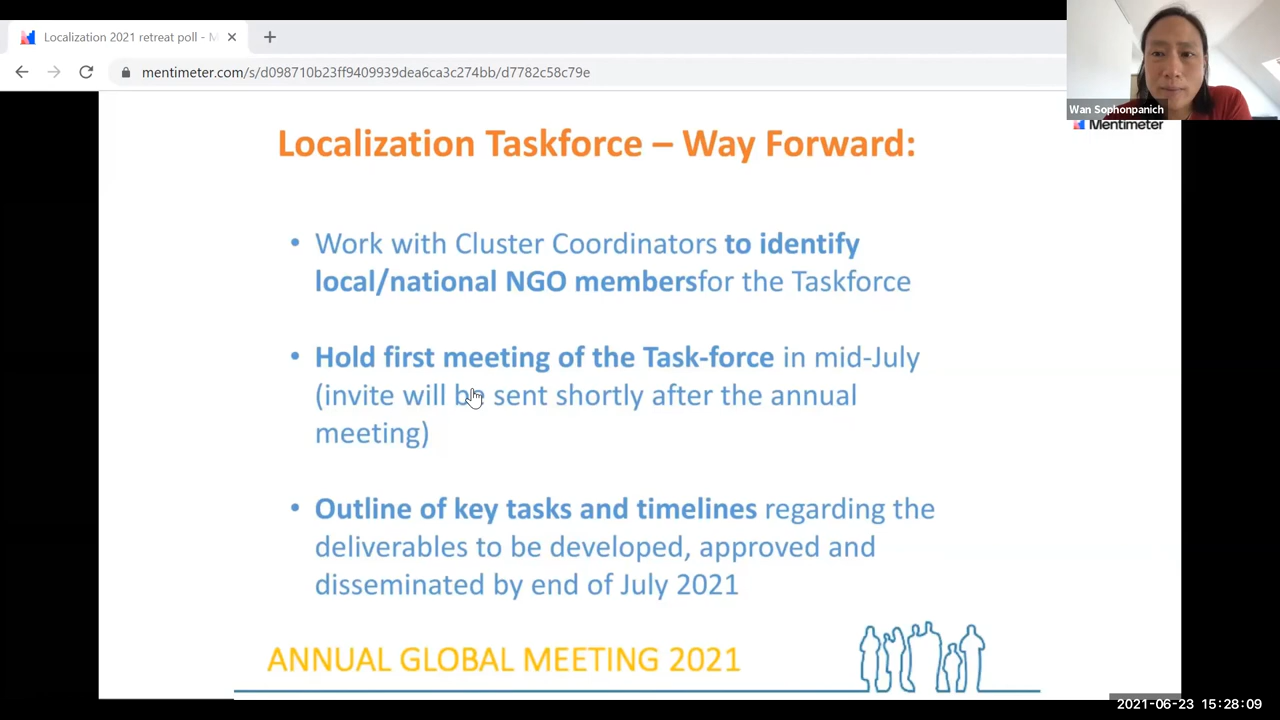 Localization 2021 retreat poll - M
mentimeter.com/s/d098710b23ff9409939dea6ca3c274bb/d7782c58c79e
Wan Sophonpanich
Mentimeter
Localization Taskforce – Way Forward:
• Work with Cluster Coordinators to identify
local/national NGO membersfor the Taskforce
• Hold first meeting of the Task-force in mid-July
(invite will be sent shortly after the annual
meeting)
• Outline of key tasks and timelines regarding the
deliverables to be developed, approved and
disseminated by end of July 2021
ANNUAL GLOBAL MEETING 2021
2021-06-23 15:28:09